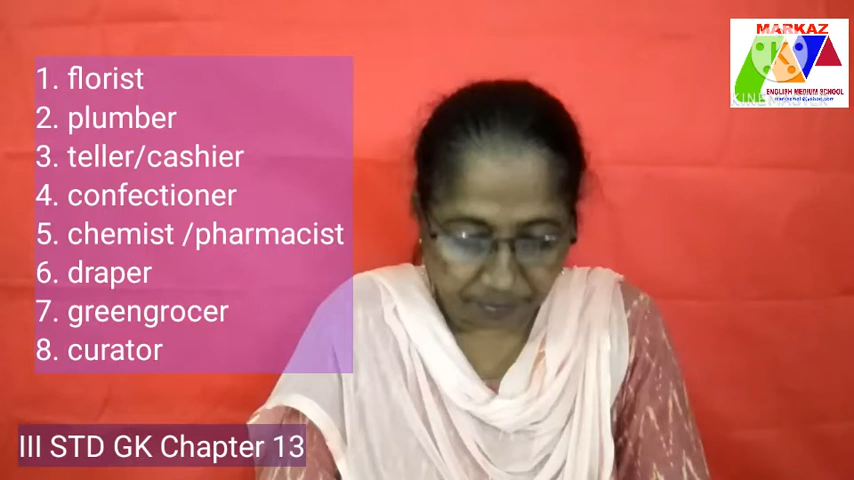 1. florist
2. plumber
3. teller/cashier
4. confectioner
5. chemist /pharmacist
6. draper
7. greengrocer
8. curator
III STD GK Chapter 13
MARKAZ
ENGLISH MEDIUM SCHOOL
KINEMASTER